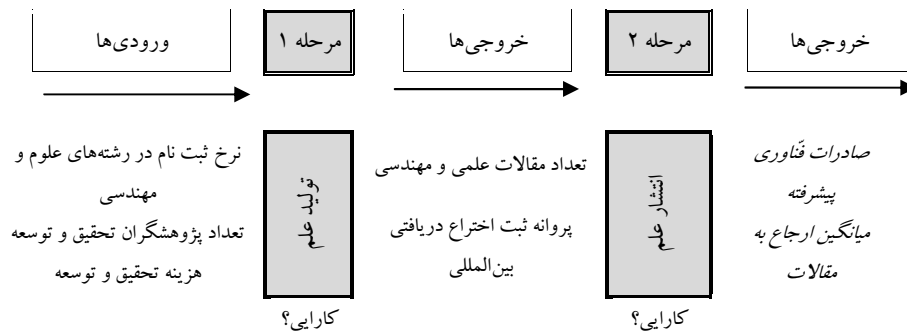 ورودی‌ها
مرحله ۱
خروجی‌ها
مرحله ۲
خروجی‌ها
نرخ ثبت نام در رشته‌های علوم و
مهندسی
تعداد پژوهشگران تحقیق و توسعه
هزینه تحقیق و توسعه
تولید علم
کارایی؟
تعداد مقالات علمی و مهندسی
پروانه ثبت اختراع دریافتی
بین‌المللی
انتشار علم
کارایی؟
صادرات فنّاوری
پیشرفته
میانگین ارجاع به
مقالات